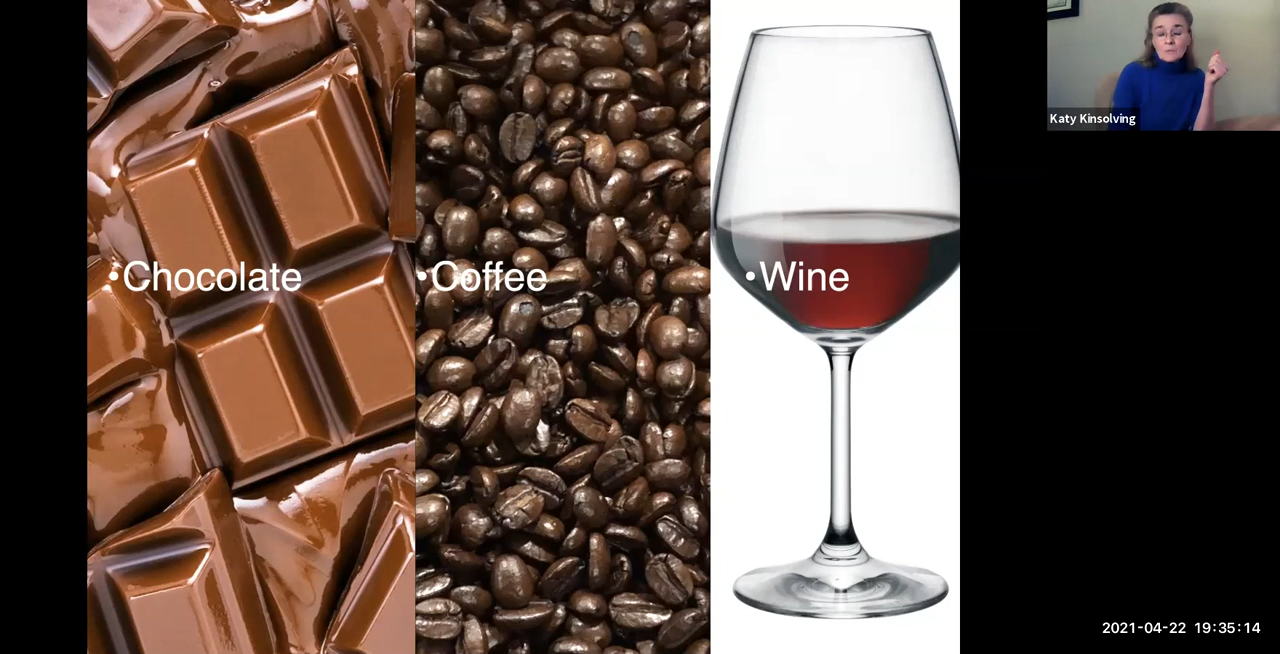 •Chocolate
•Coffee
•Wine
Katy Kinsolving
2021-04-22 19:35:14